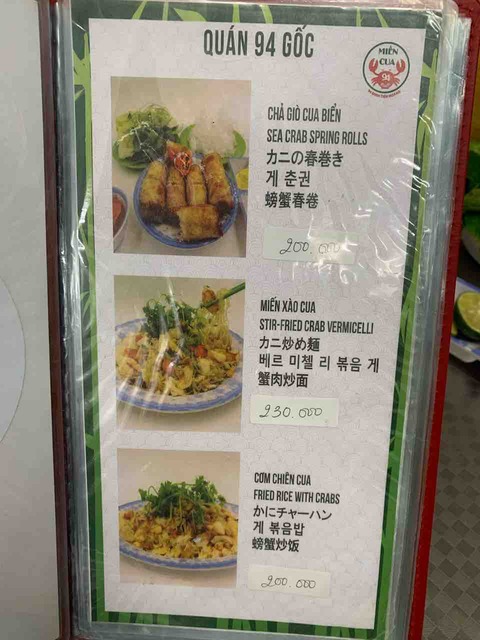 QUÁN 94 GỐC
MIẾN
CUA
94
CHẢ GIÒ CUA BIỂN
SEA CRAB SPRING ROLLS
カニの春巻き
게 춘권
螃蟹春卷
200.000
MIẾN XÀO CUA
STIR-FRIED CRAB VERMICELLI
カニ炒め麺
베르 미첼 리 볶음 게
蟹肉炒面
230.000
CƠM CHIÊN CUA
FRIED RICE WITH CRABS
かにチャーハン
게 볶음밥
螃蟹炒饭
200.000